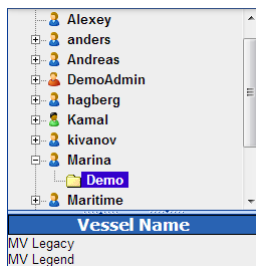 Alexey
anders
Andreas
DemoAdmin
hagberg
Kamal
kivanov
Marina
Demo
Maritime
Vessel Name
MV Legacy
MV Legend